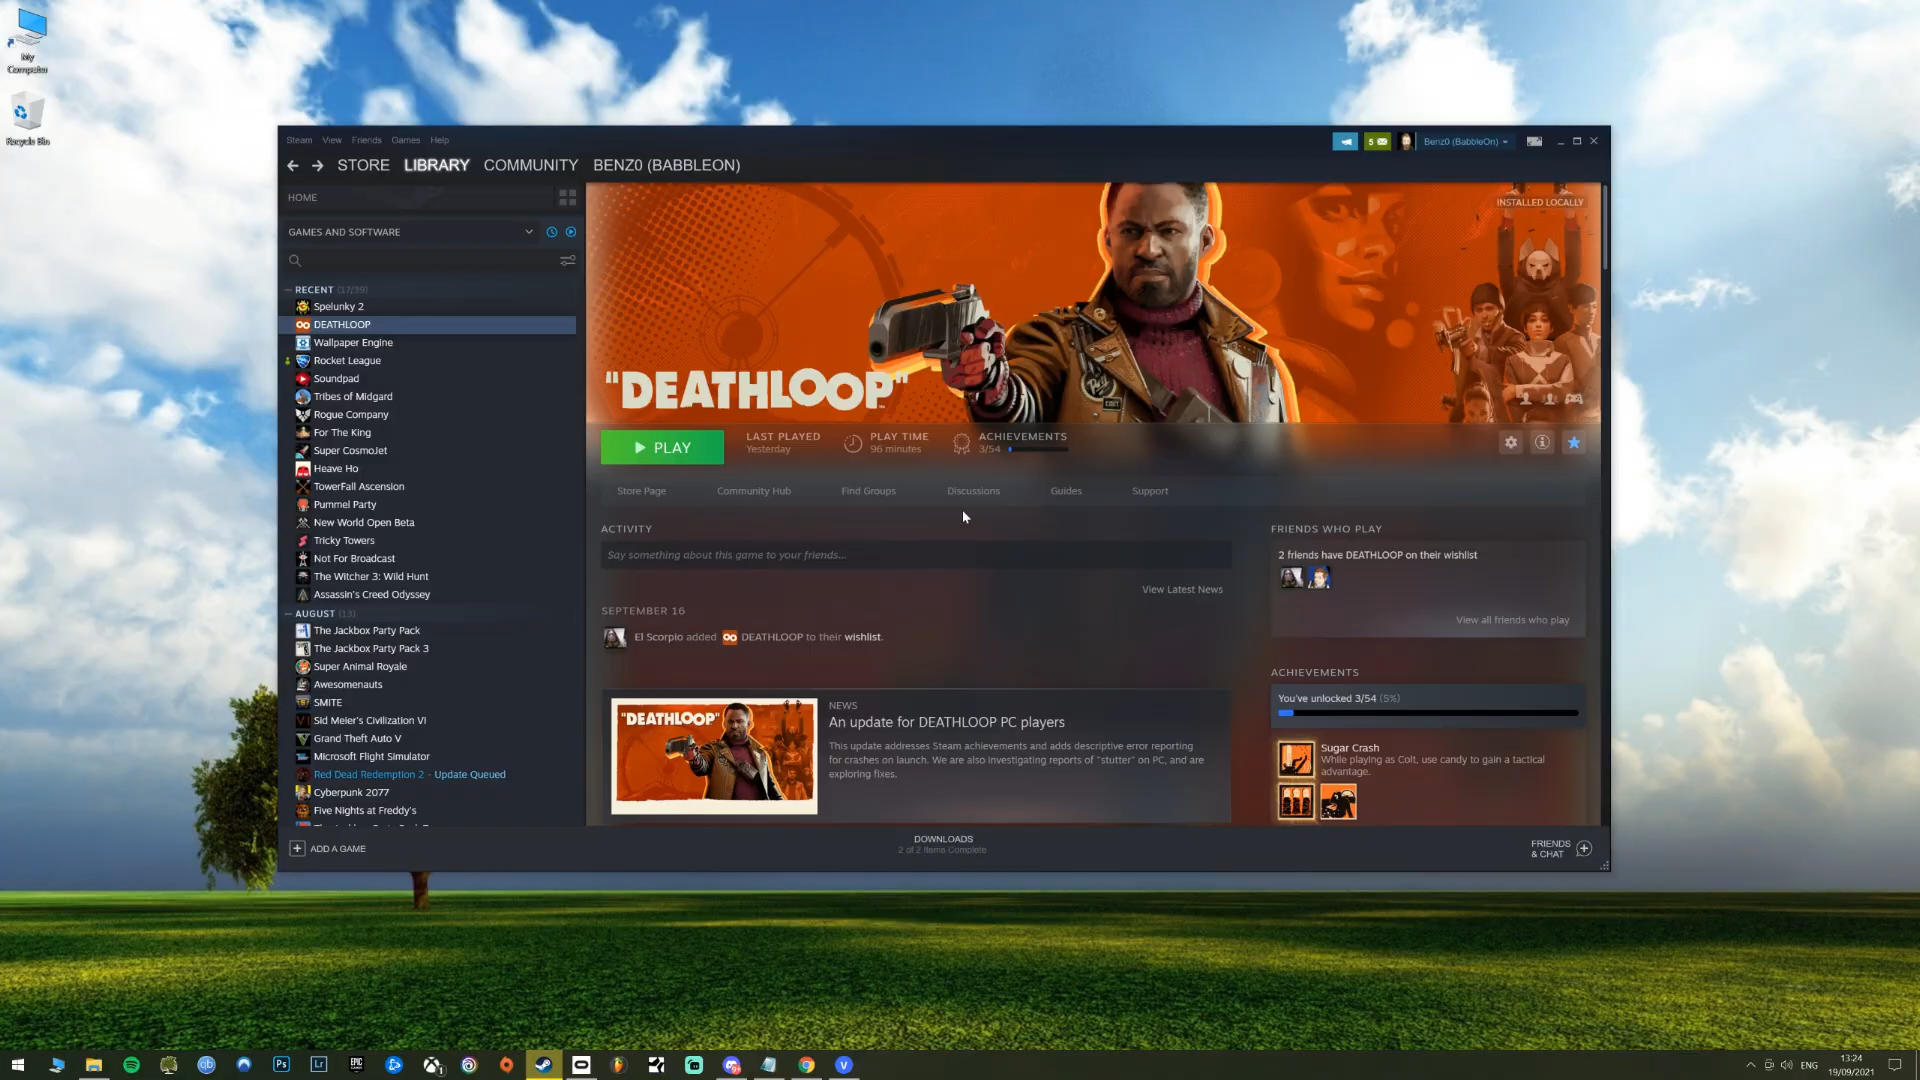 My
Computer
Recycle Bin
Steam View Friends Games Help
5
Benz0 (BabbleOn)
STORE LIBRARY COMMUNITY BENZ0 (BABBLEON)
HOME
GAMES AND SOFTWARE
RECENT (17/39)
Spelunky 2
DEATHLOOP
Wallpaper Engine
Rocket League
Soundpad
Tribes of Midgard
Rogue Company
For The King
Super CosmoJet
Heave Ho
TowerFall Ascension
Pummel Party
New World Open Beta
Tricky Towers
Not For Broadcast
The Witcher 3: Wild Hunt
Assassin's Creed Odyssey
AUGUST (13)
The Jackbox Party Pack
The Jackbox Party Pack 3
Super Animal Royale
Awesomenauts
SMITE
Sid Meier's Civilization VI
Grand Theft Auto V
Microsoft Flight Simulator
Red Dead Redemption 2 - Update Queued
Cyberpunk 2077
Five Nights at Freddy's
ADD A GAME
INSTALLED LOCALLY
"DEATHLOOP"
PLAY
LAST PLAYED
Yesterday
PLAY TIME
96 minutes
ACHIEVEMENTS
3/54
Store Page Community Hub Find Groups Discussions Guides Support
ACTIVITY
Say something about this game to your friends...
View Latest News
SEPTEMBER 16
El Scorpio added DEATHLOOP to their wishlist.
"DEATHLOOP"
NEWS
An update for DEATHLOOP PC players
This update addresses Steam achievements and adds descriptive error reporting
for crashes on launch. We are also investigating reports of "stutter" on PC, and are
exploring fixes.
FRIENDS WHO PLAY
2 friends have DEATHLOOP on their wishlist
View all friends who play
ACHIEVEMENTS
You've unlocked 3/54 (5%)
Sugar Crash
While playing as Colt, use candy to gain a tactical
advantage.
DOWNLOADS
2 of 2 Items Complete
FRIENDS
& CHAT
qb
Ps
Lr
EPIC
GAMES
V
ENG
13:24
19/09/2021